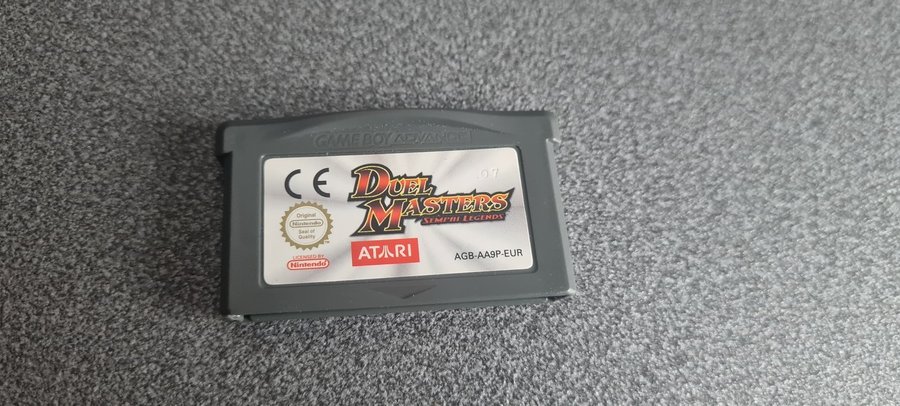 GAME BOY ADVANCE
CE
.07
DUEL
MASTERS
SEMPAI LEGENDS
Original
Nintendo
Seal of
Quality
LICENSED BY
Nintendo
ATARI
AGB-AA9P-EUR